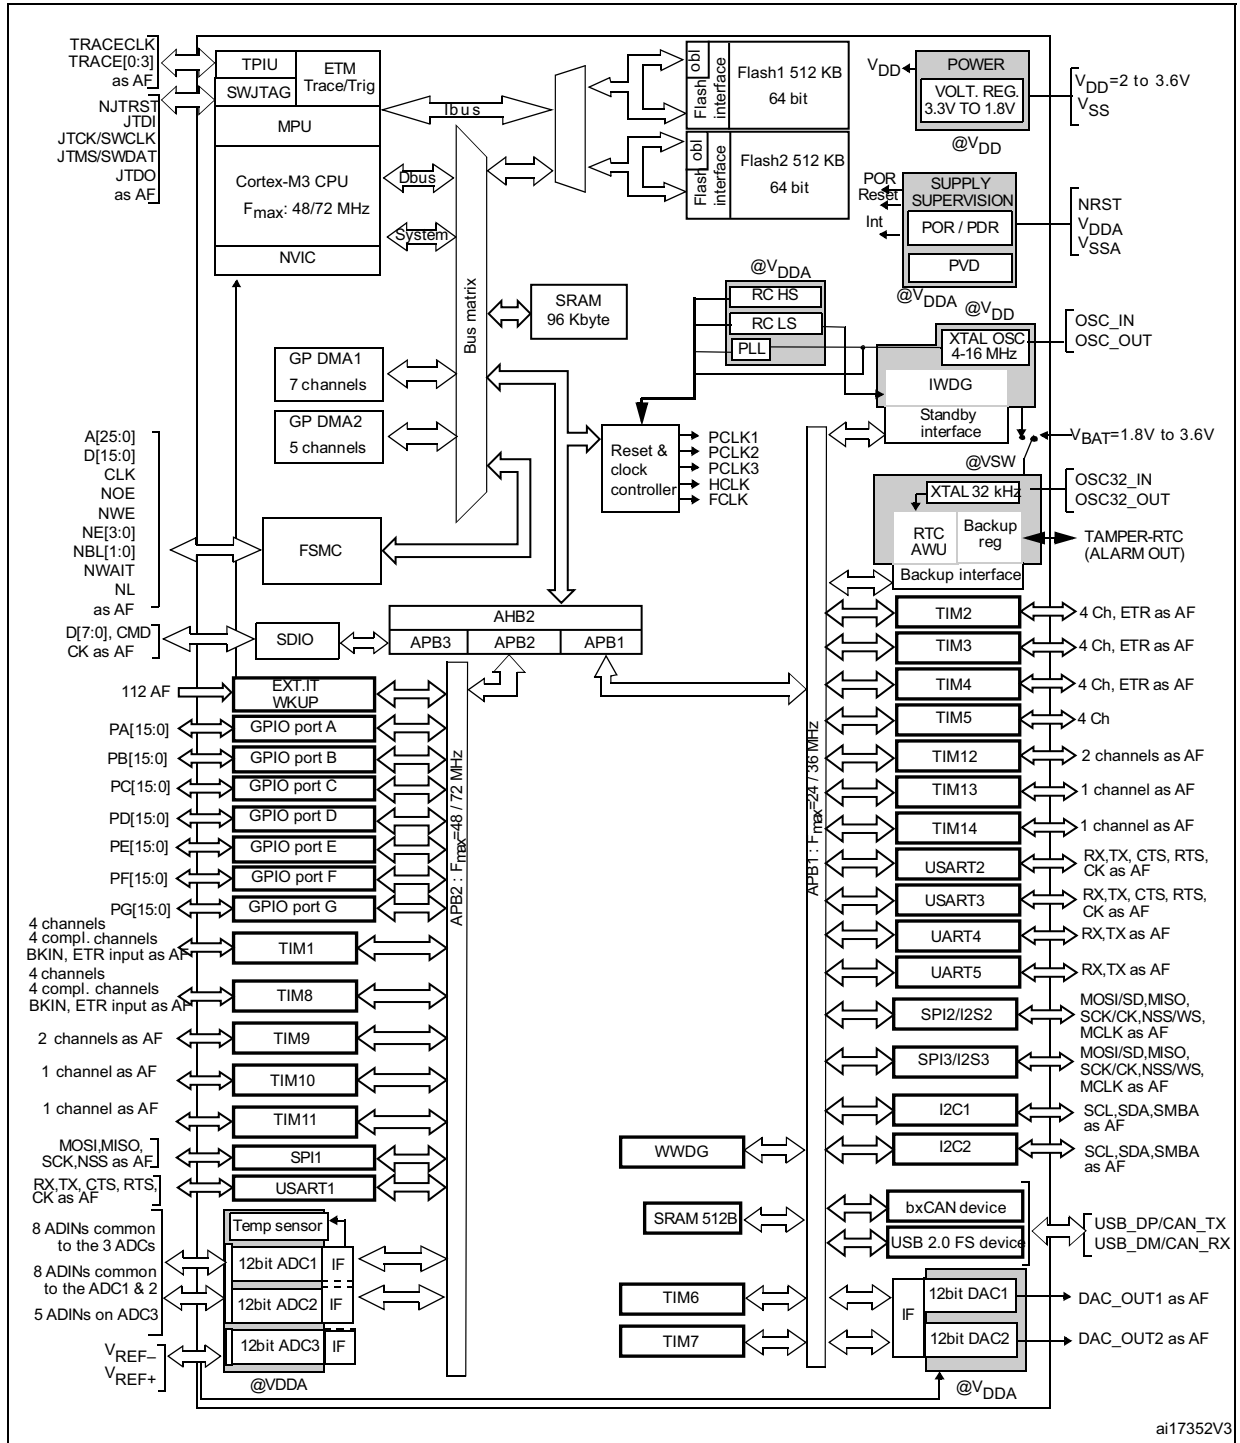 TRACECLK
TRACE[0:3]
as AF
NJTRST
JTDI
JTCK/SWCLK
JTMS/SWDAT
JTDO
as AF
TPIU
SWJTAG
ETM
Trace/Trig
MPU
Cortex-M3 CPU
Fmax: 48/72 MHz
NVIC
Ibus
Dbus
System
Bus matrix
obl
Flash
interface
Flash1 512 KB
64 bit
obl
Flash
interface
Flash2 512 KB
64 bit
VDD
POWER
VOLT. REG.
3.3V TO 1.8V
@VDD
VDD=2 to 3.6V
VSS
POR
Reset
Int
SUPPLY
SUPERVISION
POR / PDR
PVD
@VDDA
NRST
VDDA
VSSA
SRAM
96 Kbyte
@VDDA
RC HS
RC LS
PLL
@VDD
XTAL OSC
4-16 MHz
IWDG
Standby
interface
OSC_IN
OSC_OUT
VBAT=1.8V to 3.6V
GP DMA1
7 channels
GP DMA2
5 channels
Reset &
clock
controller
PCLK1
PCLK2
PCLK3
HCLK
FCLK
@VSW
XTAL 32 kHz
RTC
AWU
Backup
reg
Backup interface
OSC32_IN
OSC32_OUT
TAMPER-RTC
(ALARM OUT)
A[25:0]
D[15:0]
CLK
NOE
NWE
NE[3:0]
NBL[1:0]
NWAIT
NL
as AF
FSMC
D[7:0], CMD
CK as AF
SDIO
AHB2
APB3
APB2
APB1
112 AF
EXT.IT
WKUP
PA[15:0]
GPIO port A
PB[15:0]
GPIO port B
PC[15:0]
GPIO port C
PD[15:0]
GPIO port D
PE[15:0]
GPIO port E
PF[15:0]
GPIO port F
PG[15:0]
GPIO port G
4 channels
4 compl. channels
BKIN, ETR input as AF
TIM1
4 channels
4 compl. channels
BKIN, ETR input as AF
TIM8
2 channels as AF
TIM9
1 channel as AF
TIM10
1 channel as AF
TIM11
MOSI,MISO,
SCK,NSS as AF
SPI1
RX,TX, CTS, RTS,
CK as AF
USART1
Temp sensor
8 ADINs common
to the 3 ADCs
8 ADINs common
to the ADC1 & 2
5 ADINs on ADC3
12bit ADC1
IF
12bit ADC2
IF
12bit ADC3
IF
VREF–
VREF+
@VDDA
APB2 : Fmax=48 / 72 MHz
APB1 : Fmax=24 / 36 MHz
WWDG
SRAM 512B
TIM6
TIM7
TIM2
4 Ch, ETR as AF
TIM3
4 Ch, ETR as AF
TIM4
4 Ch, ETR as AF
TIM5
4 Ch
TIM12
2 channels as AF
TIM13
1 channel as AF
TIM14
1 channel as AF
USART2
RX,TX, CTS, RTS,
CK as AF
USART3
RX,TX, CTS, RTS,
CK as AF
UART4
RX,TX as AF
UART5
RX,TX as AF
SPI2/I2S2
MOSI/SD,MISO,
SCK/CK,NSS/WS,
MCLK as AF
SPI3/I2S3
MOSI/SD,MISO,
SCK/CK,NSS/WS,
MCLK as AF
I2C1
SCL,SDA,SMBA
as AF
I2C2
SCL,SDA,SMBA
as AF
bxCAN device
USB 2.0 FS device
USB_DP/CAN_TX
USB_DM/CAN_RX
IF
12bit DAC1
12bit DAC2
DAC_OUT1 as AF
DAC_OUT2 as AF
@VDDA
ai17352V3